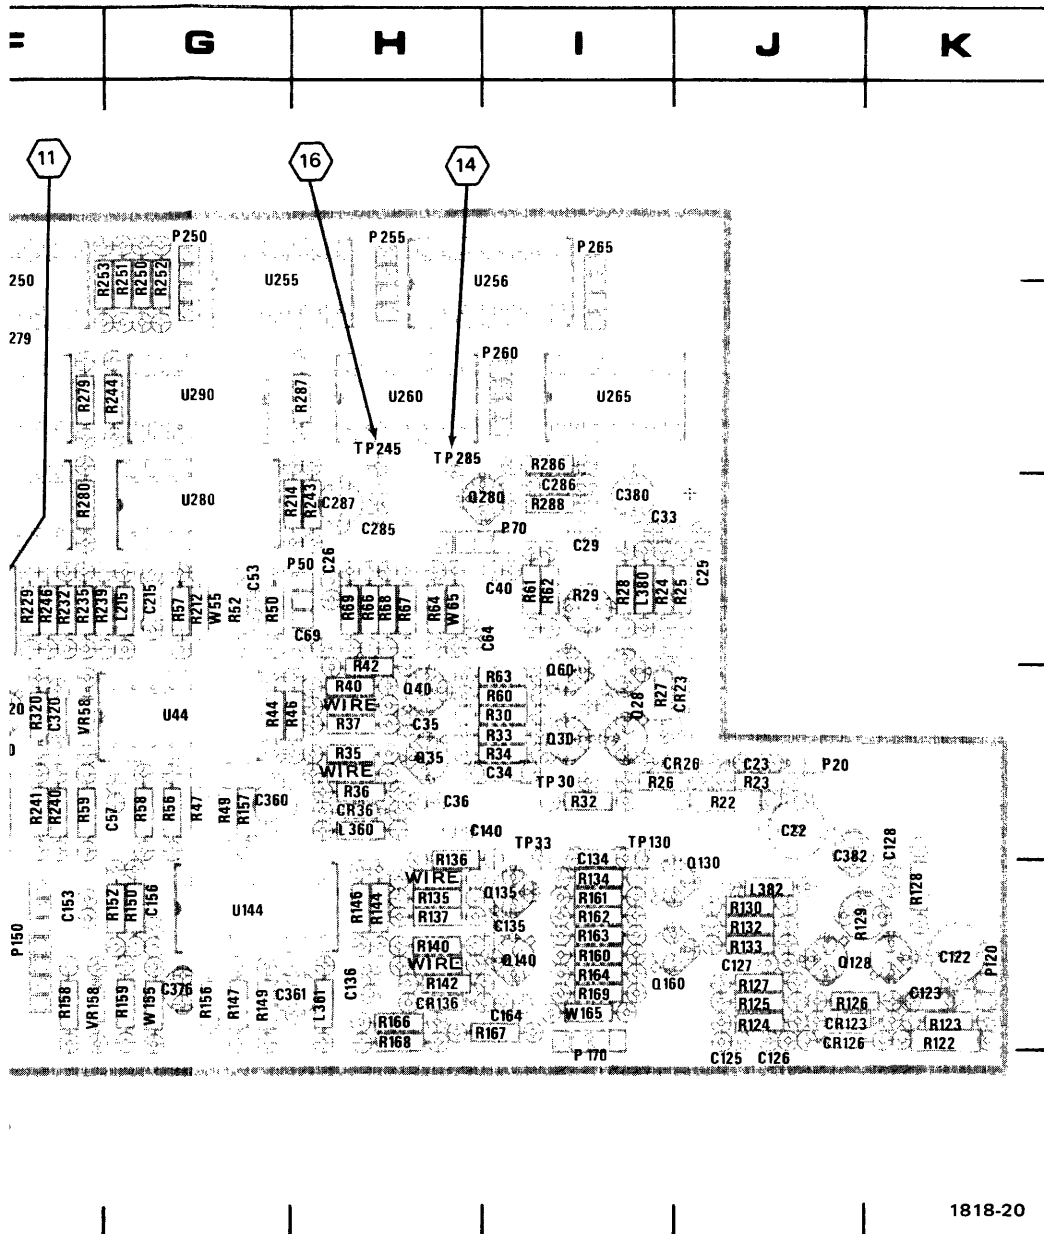 F G H I J K
11 16 14
P250 P255 P265
250 R253 R251 R250 R252 U255 U256
279
P260
R279 R244 U290 R287 U260 U265
TP245 TP285
R286
R280 U280 R214 R243 C287 Q280 C286 C380
R288
C285 P70 C33
C29
P50 C26 C53 C25
R229 R246 R232 R235 R239 L215 C215 R57 R212 W55 R52 R50 R69 R66 R68 R67 R64 W65 C40 R61 R62 R29 R28 L380 R24 R25
C69 C64
R42
R40 Q40 R63 Q60
20 R320 C320 VR58 U44 R44 R46 WIRE R60 Q28 R27 CR23
R37 C35 R30
0 R33 Q30
R35 Q35 R34
WIRE C34 CR26 C23 P20
R36 TP30 R26 R23
R241 R240 R59 C57 R58 R56 R47 R49 R157 C360 CR36 C36 R32 R22
L360 C140 C22
TP33 TP130
R136 C134 Q130 C382 C128
WIRE R134
C153 R152 R150 C156 U144 R146 R144 R135 Q135 R161 L382 R128
R137 R162 R130 R129
C135 R132
P150 R163 R133
R140 R160
WIRE Q140 R164 C127 Q128 C122 P120
R158 VR158 R159 W155 C376 R156 R147 R149 C361 L361 C136 R142 R169 Q160 R127
CR136 R125 R126 C123
C164 W165
R166 R167 R124 CR123 R123
R168 P170 CR126 R122
C125 C126
1818-20